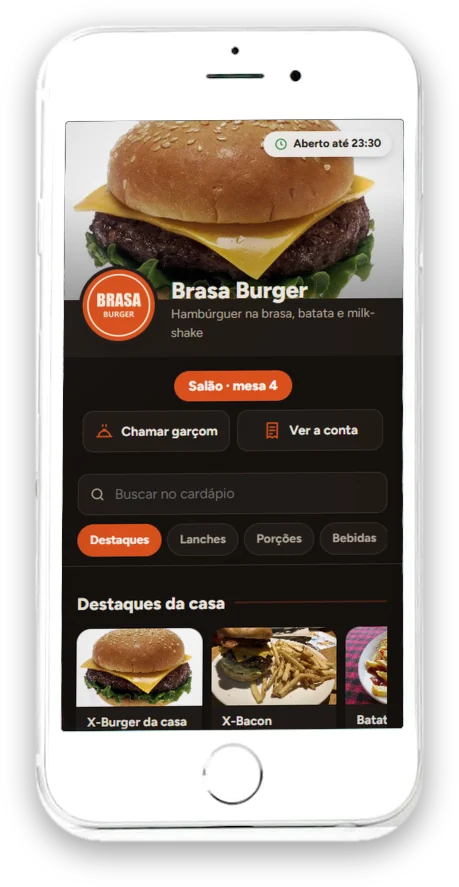 Aberto até 23:30
BRASA
BURGER
Brasa Burger
Hambúrguer na brasa, batata e milk-
shake
Salão · mesa 4
Chamar garçom
Ver a conta
Buscar no cardápio
Destaques
Lanches
Porções
Bebidas
Destaques da casa
X-Burger da casa
X-Bacon
Batat